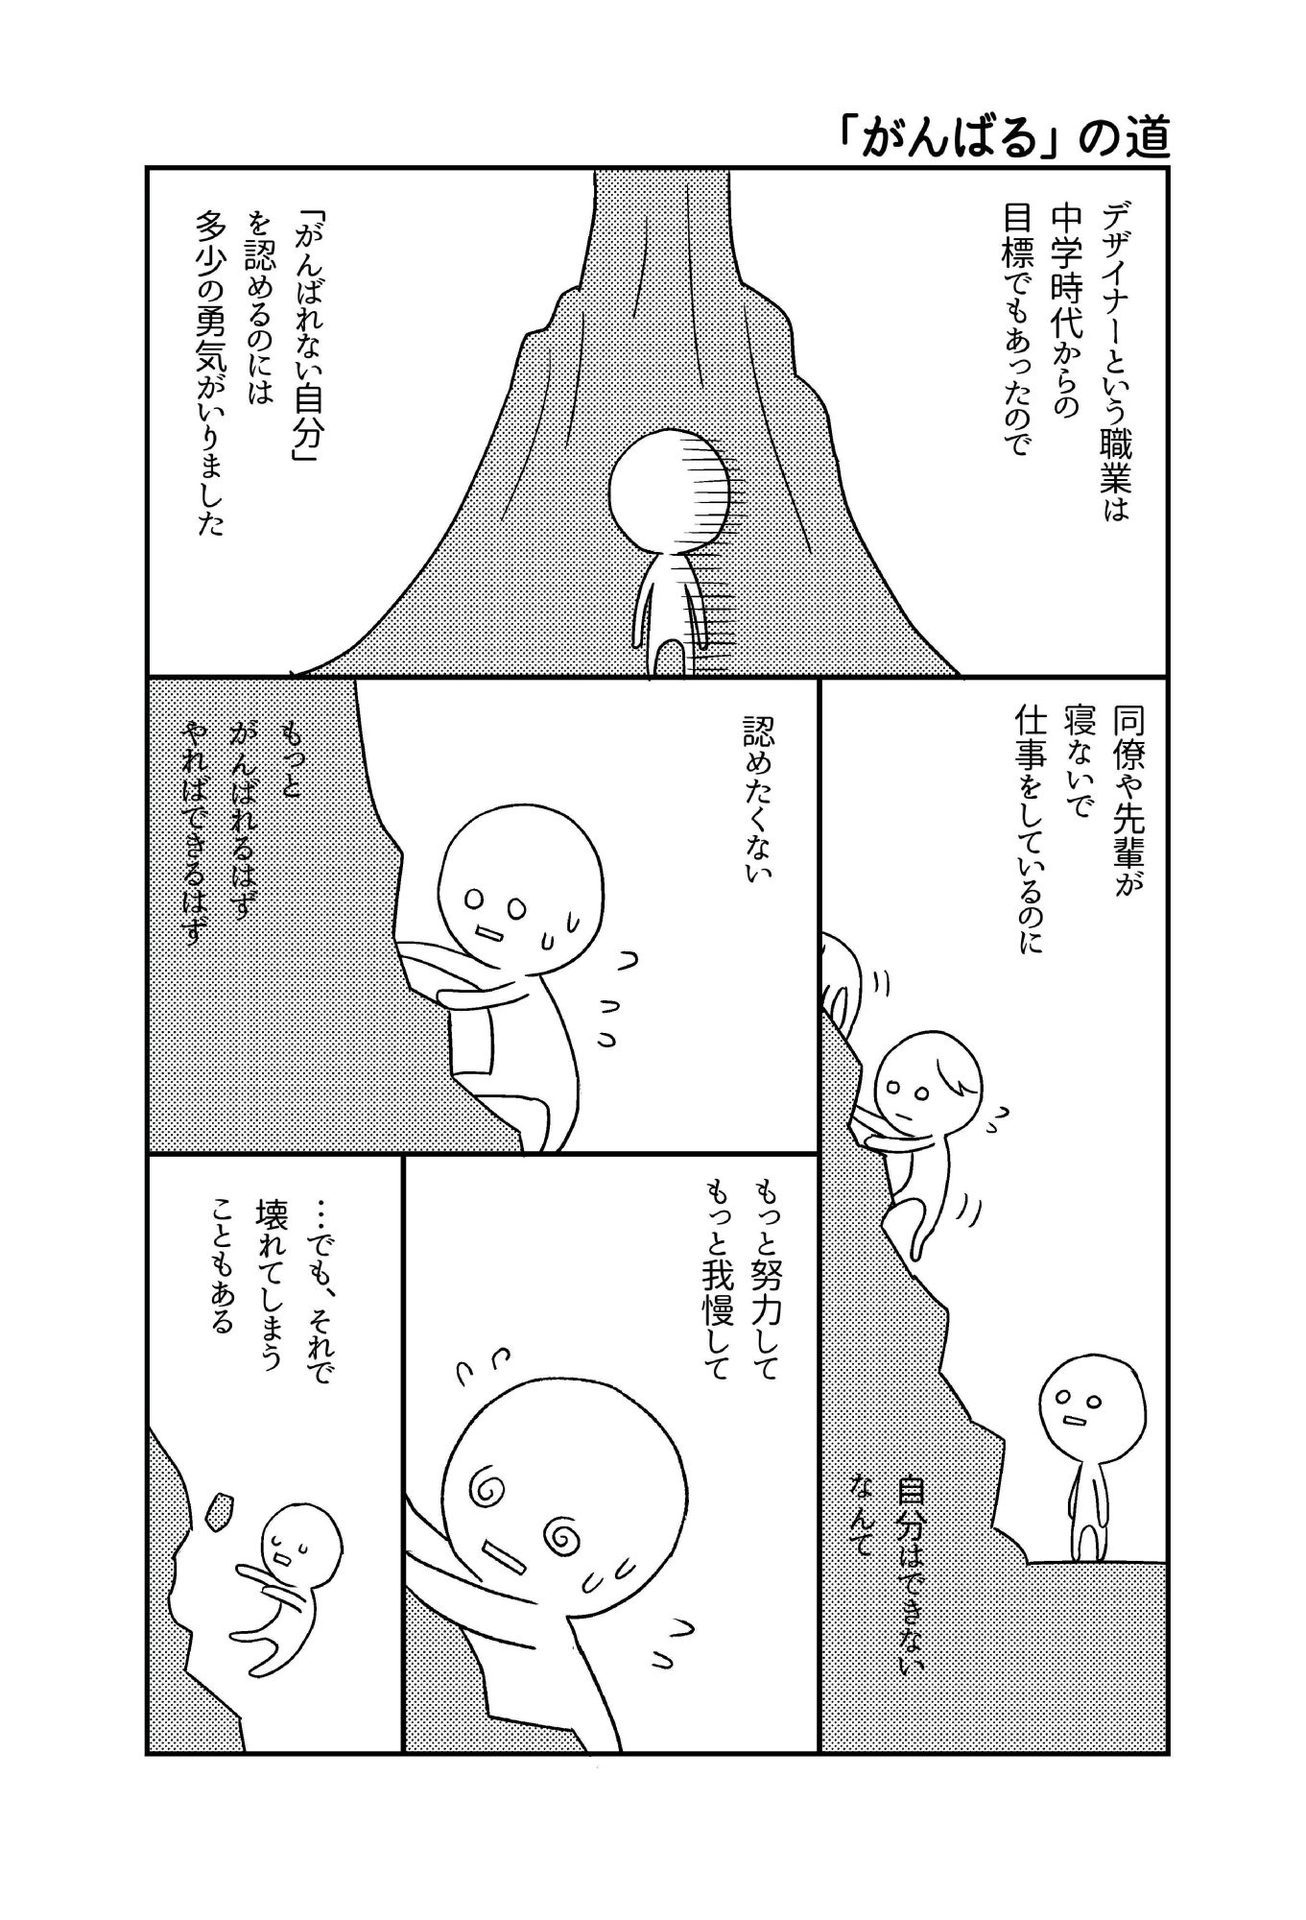 「がんばる」の道
デザイナーという職業は
中学時代からの
目標でもあったので
「がんばれない自分」
を認めるのには
多少の勇気がいりました
同僚や先輩が
寝ないで
仕事をしているのに
自分はできない
なんて
認めたくない
もっと
がんばれるはず
やればできるはず
もっと努力して
もっと我慢して
…でも、それで
壊れてしまう
こともある